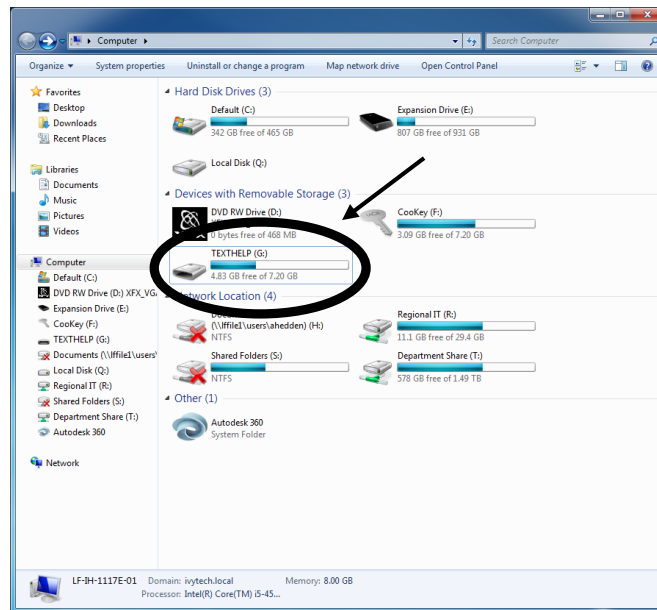 Computer
Search Computer
Organize
System properties
Uninstall or change a program
Map network drive
Open Control Panel
Favorites
Desktop
Downloads
Recent Places
Libraries
Documents
Music
Pictures
Videos
Computer
Default (C:)
DVD RW Drive (D:) XFX_VG
Expansion Drive (E:)
CooKey (F:)
TEXTHELP (G:)
Documents (\\lffile1\users'
Local Disk (Q:)
Regional IT (R:)
Shared Folders (S:)
Department Share (T:)
Autodesk 360
Network
Hard Disk Drives (3)
Default (C:)
342 GB free of 465 GB
Expansion Drive (E:)
807 GB free of 931 GB
Local Disk (Q:)
Devices with Removable Storage (3)
DVD RW Drive (D:)
0 bytes free of 468 MB
CooKey (F:)
3.09 GB free of 7.20 GB
TEXTHELP (G:)
4.83 GB free of 7.20 GB
Network Location (4)
(\\lffile1\users\ahedden) (H:)
NTFS
Regional IT (R:)
11.1 GB free of 29.4 GB
Shared Folders (S:)
NTFS
Department Share (T:)
578 GB free of 1.49 TB
Other (1)
Autodesk 360
System Folder
LF-IH-1117E-01 Domain: ivytech.local Memory: 8.00 GB
Processor: Intel(R) Core(TM) i5-45...